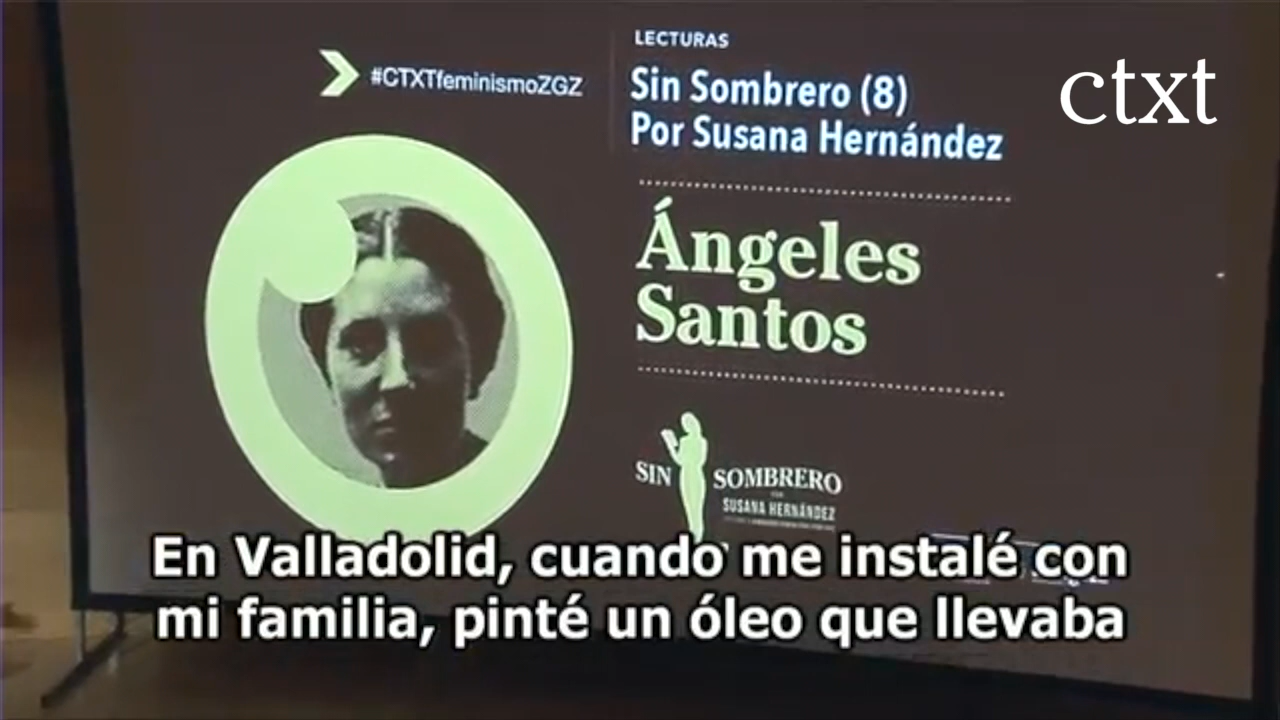 LECTURAS
#CTXTfeminismoZGZ
Sin Sombrero (8)
Por Susana Hernández
ctxt
Ángeles
Santos
SIN SOMBRERO
POR
SUSANA HERNÁNDEZ
En Valladolid, cuando me instalé con
mi familia, pinté un óleo que llevaba